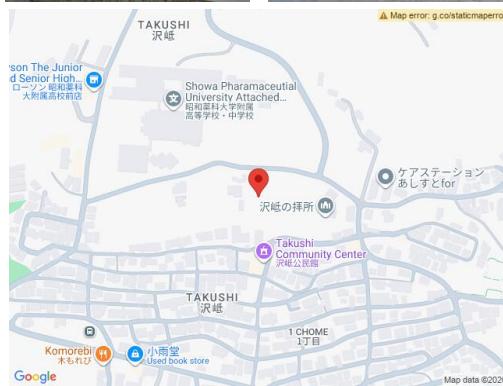 TAKUSHI
沢岻
Map error: g.co/staticmaperro
son The Junior
d Senior High...
ローソン 昭和薬科
大附属高校前店
Showa Pharamaceutial
University Attached...
昭和薬科大学附属
高等学校・中学校
ケアステーション
あしすとfor
沢岻の拝所
Takushi
Community Center
沢岻公民館
TAKUSHI
沢岻
1 CHOME
1丁目
Komorebi
木もれび
小雨堂
Used book store
Google
Map data ©202